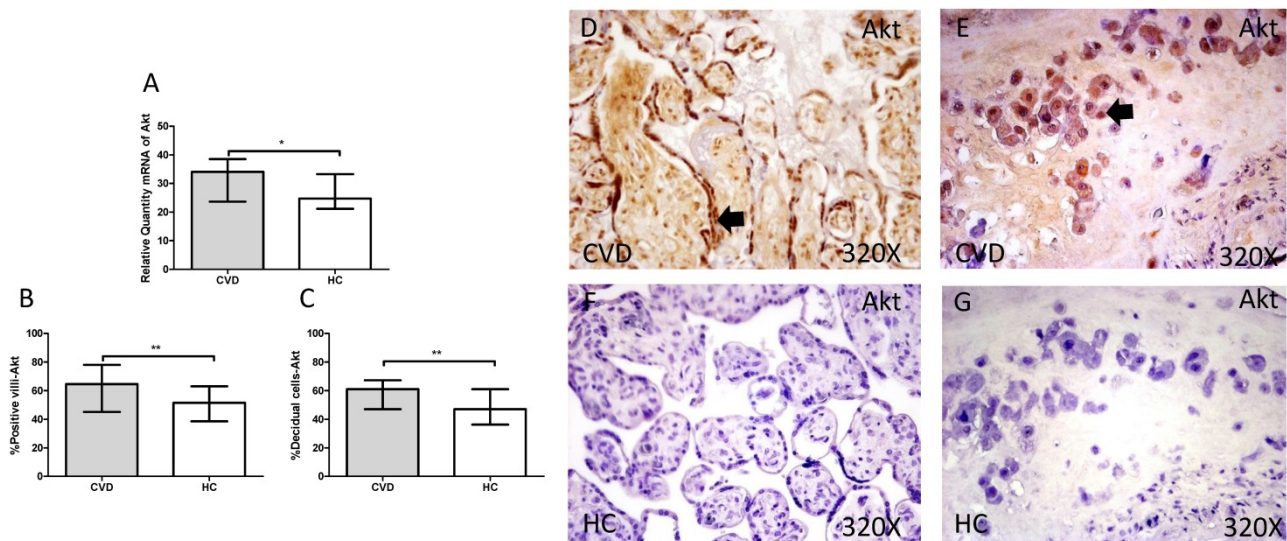 A
Relative Quantity mRNA of Akt
50
40
30
20
10
0
*
CVD
HC
B
%Positive villi-Akt
100
80
60
40
20
0
**
CVD
HC
C
%Decidual cells-Akt
100
80
60
40
20
0
**
CVD
HC
D
Akt
CVD
320X
E
Akt
CVD
320X
F
Akt
HC
320X
G
Akt
HC
320X